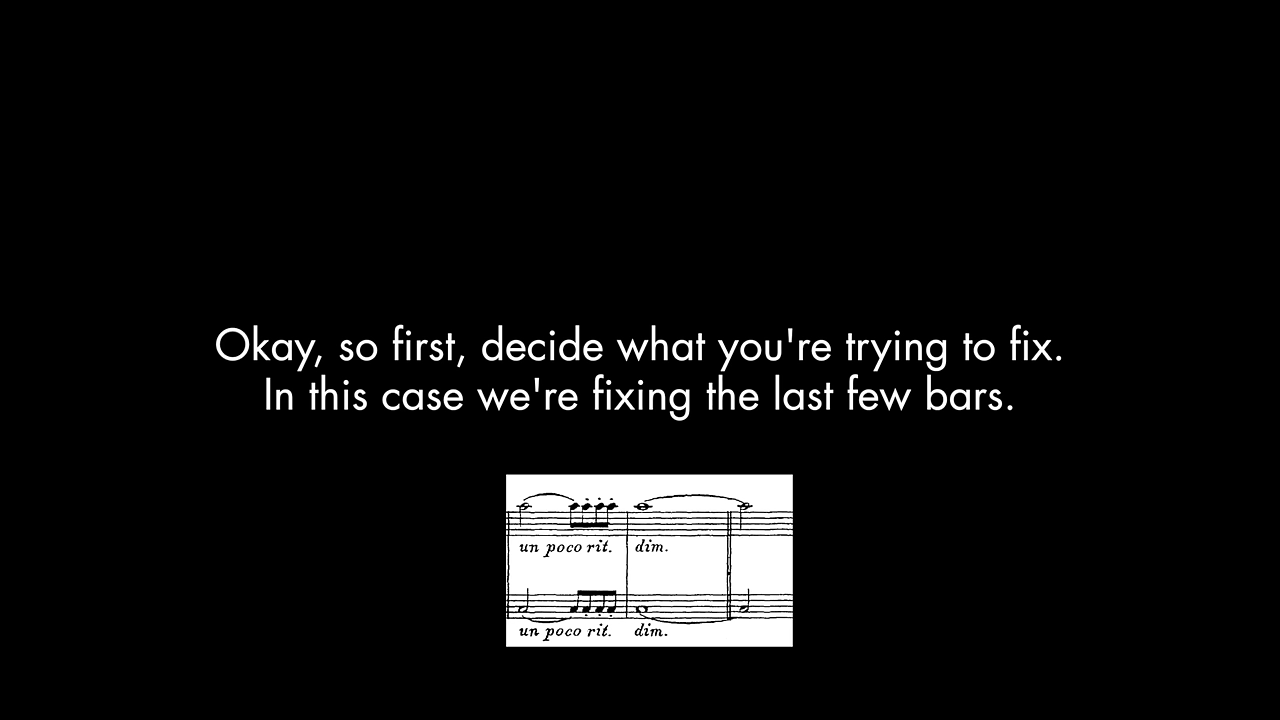 Okay, so first, decide what you're trying to fix.
In this case we're fixing the last few bars.
un poco rit. dim.
un poco rit. dim.